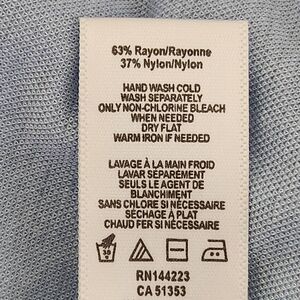 63% Rayon/Rayonne
37% Nylon/Nylon
HAND WASH COLD
WASH SEPARATELY
ONLY NON-CHLORINE BLEACH
WHEN NEEDED
DRY FLAT
WARM IRON IF NEEDED
LAVAGE À LA MAIN FROID
LAVAR SÉPARÉMENT
SEULS LE AGENT DE
BLANCHIMENT
SANS CHLORE SI NÉCESSAIRE
SÉCHAGE À PLAT
CHAUD FER SI NÉCESSAIRE
30
RN144223
CA 51353